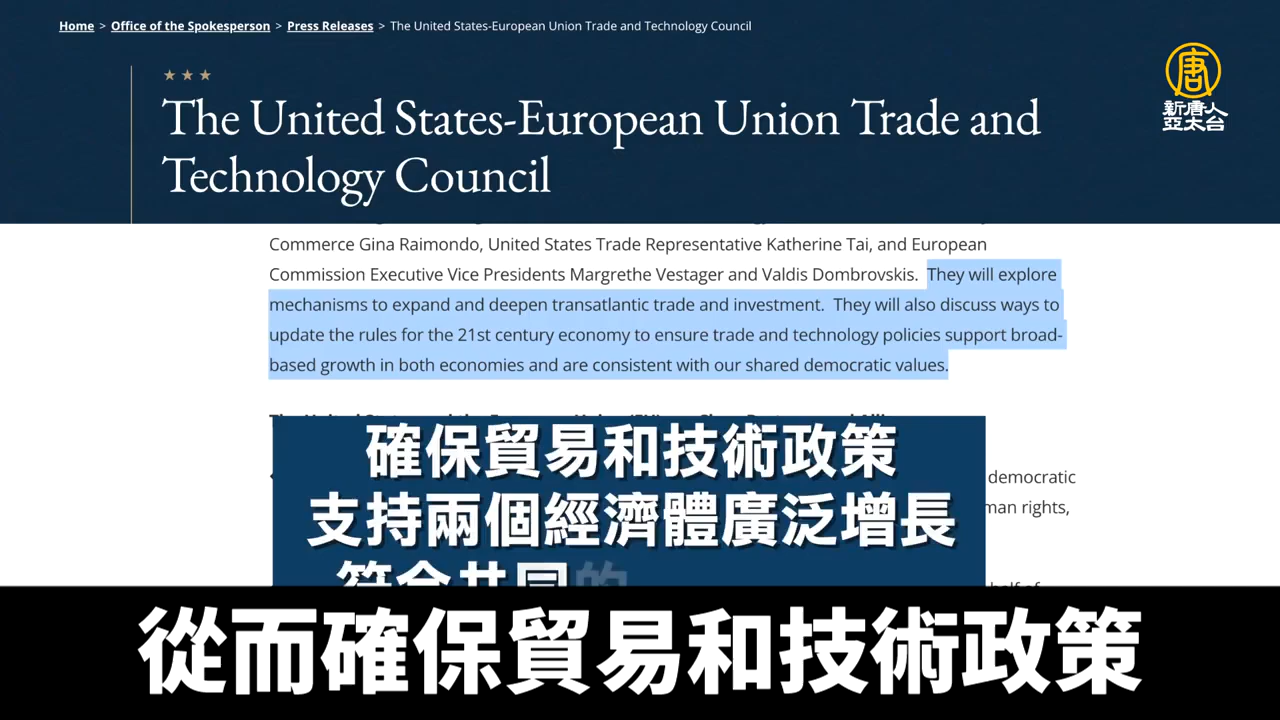 Home > Office of the Spokesperson > Press Releases > The United States-European Union Trade and Technology Council
The United States-European Union Trade and
Technology Council
唐
新唐人
亞太台
Commerce Gina Raimondo, United States Trade Representative Katherine Tai, and European
Commission Executive Vice Presidents Margrethe Vestager and Valdis Dombrovskis. They will explore
mechanisms to expand and deepen transatlantic trade and investment. They will also discuss ways to
update the rules for the 21st century economy to ensure trade and technology policies support broad-
based growth in both economies and are consistent with our shared democratic values.
確保貿易和技術政策
支持兩個經濟體廣泛增長
符合共同的
democratic
rights,
從而確保貿易和技術政策